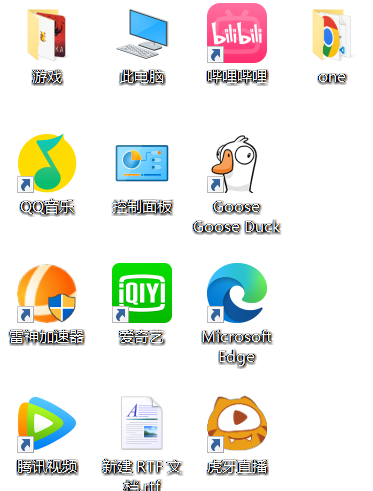 bilibili
游戏
此电脑
哔哩哔哩
one
QQ音乐
控制面板
Goose
Goose Duck
iQIYI
雷神加速器
爱奇艺
Microsoft
Edge
A
腾讯视频
新建 RTF 文
档.rtf
虎牙直播